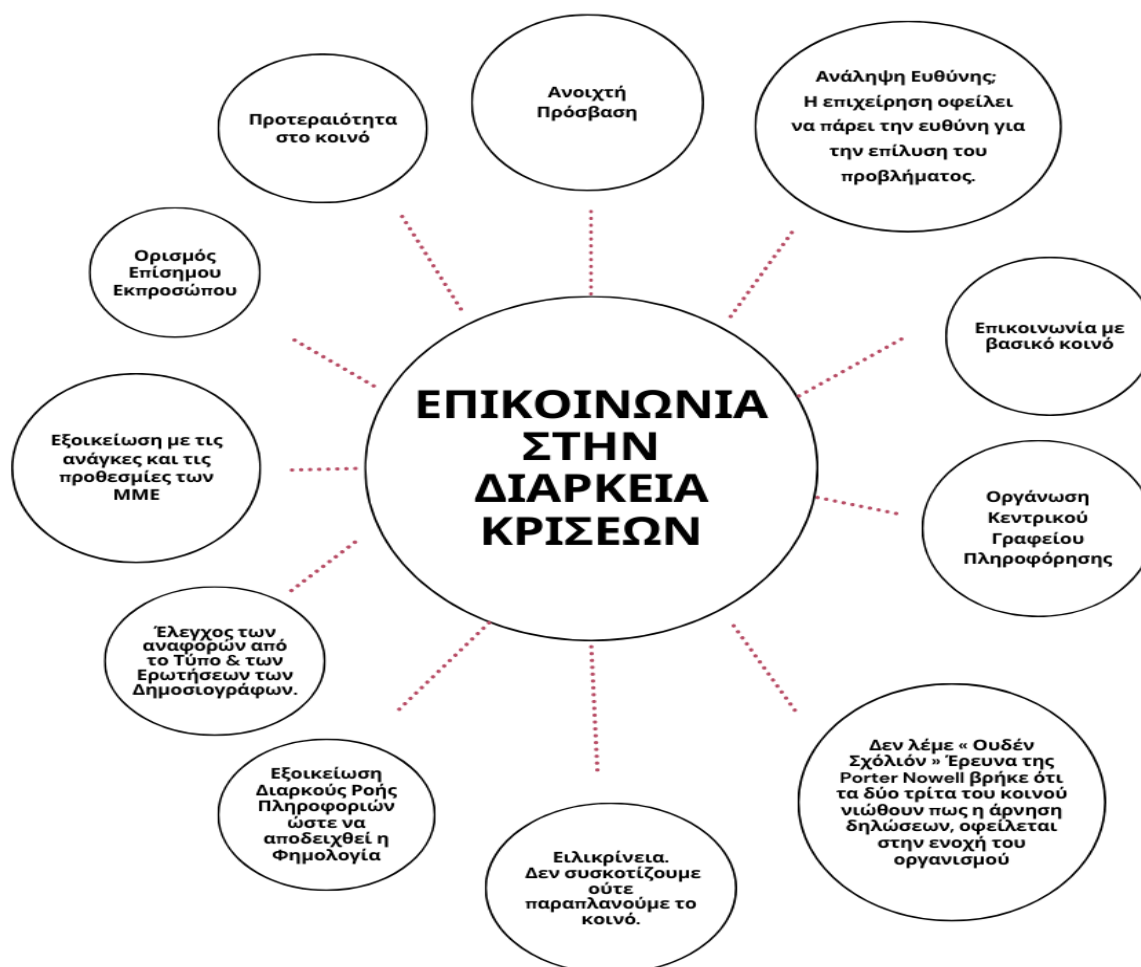 Προτεραιότητα
στο κοινό
Ανοιχτή
Πρόσβαση
Ανάληψη Ευθύνης;
Η επιχείρηση οφείλει
να πάρει την ευθύνη για
την επίλυση του
προβλήματος.
Ορισμός
Επίσημου
Εκπροσώπου
Επικοινωνία με
βασικό κοινό
ΕΠΙΚΟΙΝΩΝΙΑ
ΣΤΗΝ
ΔΙΑΡΚΕΙΑ
ΚΡΙΣΕΩΝ
Εξοικείωση με τις
ανάγκες και τις
προθεσμίες των
ΜΜΕ
Οργάνωση
Κεντρικού
Γραφείου
Πληροφόρησης
Έλεγχος των
αναφορών από
το Τύπο & των
Ερωτήσεων των
Δημοσιογράφων.
Εξοικείωση
Διαρκούς Ροής
Πληροφοριών
ώστε να
αποδειχθεί η
Φημολογία
Ειλικρίνεια.
Δεν συσκοτίζουμε
ούτε
παραπλανούμε το
κοινό.
Δεν λέμε « Ουδέν
Σχόλιόν » Έρευνα της
Porter Nowell βρήκε ότι
τα δύο τρίτα του κοινού
νιώθουν πως η άρνηση
δηλώσεων, οφείλεται
στην ενοχή του
οργανισμού